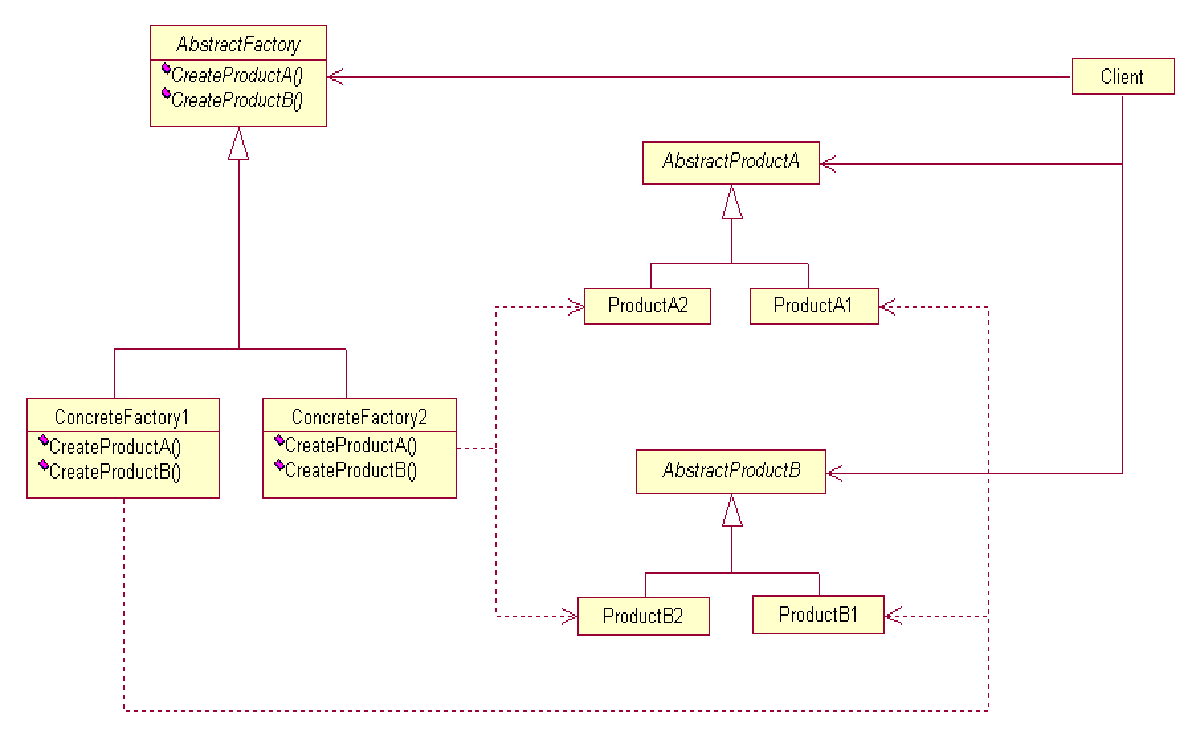 AbstractFactory
CreateProductA()
CreateProductB()
Client
AbstractProductA
ProductA2
ProductA1
ConcreteFactory1
CreateProductA()
CreateProductB()
ConcreteFactory2
CreateProductA()
CreateProductB()
AbstractProductB
ProductB2
ProductB1